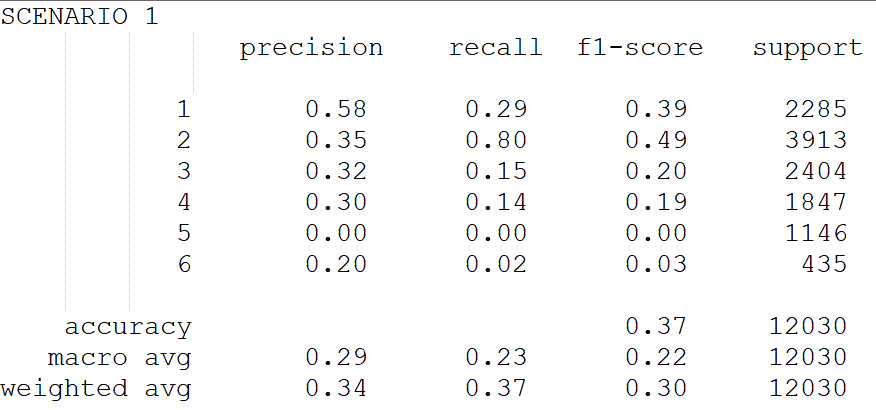 SCENARIO 1
precision recall f1-score support
1 0.58 0.29 0.39 2285
2 0.35 0.80 0.49 3913
3 0.32 0.15 0.20 2404
4 0.30 0.14 0.19 1847
5 0.00 0.00 0.00 1146
6 0.20 0.02 0.03 435
accuracy 0.37 12030
macro avg 0.29 0.23 0.22 12030
weighted avg 0.34 0.37 0.30 12030